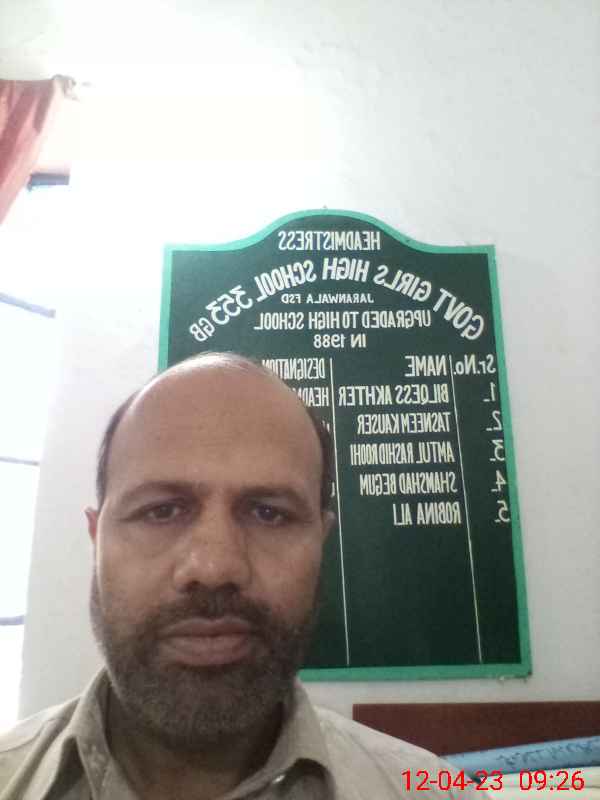 HEADMISTRESS
GOVT GIRLS HIGH SCHOOL 353 GB
JARANWALA FSD
UPGRADED TO HIGH SCHOOL
IN 1988
Sr.No. NAME DESIGNATION
1. BILQESS AKHTER
2. TASNEEM KAUSER
3. AMTUL RASHID ROOHI
4. SHAMSHAD BEGUM
5. ROBINA ALI
12-04-23 09:26